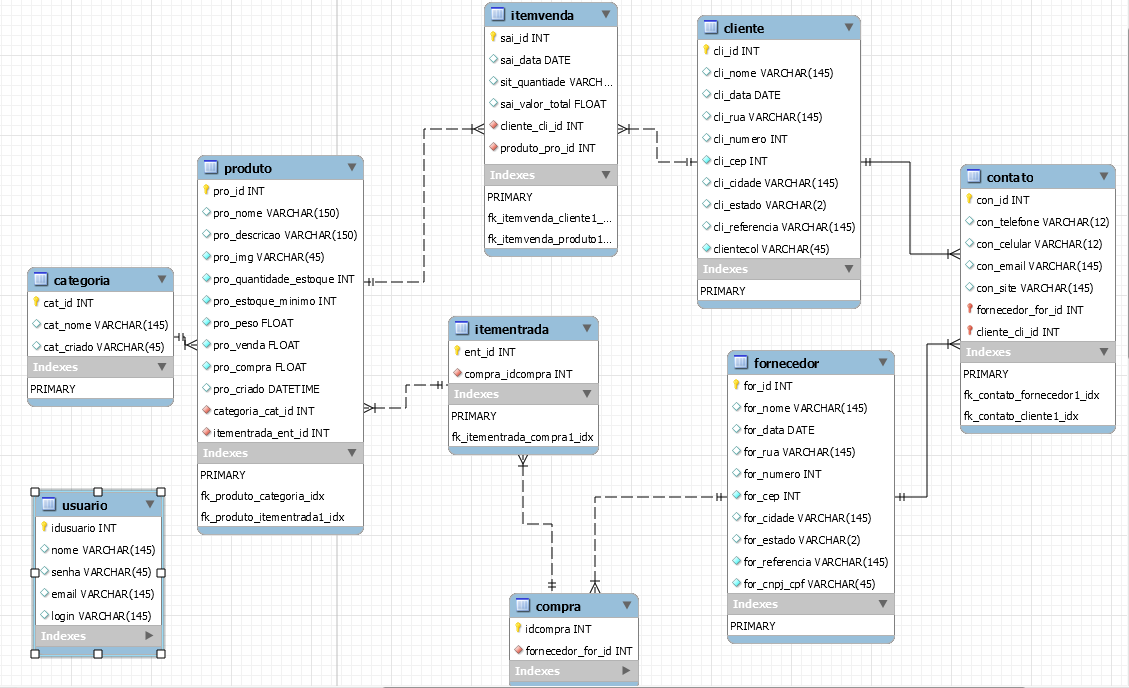 itemvenda
sai_id INT
sai_data DATE
sit_quantiade VARCH...
sai_valor_total FLOAT
cliente_cli_id INT
produto_pro_id INT
Indexes
PRIMARY
fk_itemvenda_cliente1_...
fk_itemvenda_produto1...
cliente
cli_id INT
cli_nome VARCHAR(145)
cli_data DATE
cli_rua VARCHAR(145)
cli_numero INT
cli_cep INT
cli_cidade VARCHAR(145)
cli_estado VARCHAR(2)
cli_referencia VARCHAR(145)
clientecol VARCHAR(45)
Indexes
PRIMARY
contato
con_id INT
con_telefone VARCHAR(12)
con_celular VARCHAR(12)
con_email VARCHAR(145)
con_site VARCHAR(145)
fornecedor_for_id INT
cliente_cli_id INT
Indexes
PRIMARY
fk_contato_fornecedor1_idx
fk_contato_cliente1_idx
produto
pro_id INT
pro_nome VARCHAR(150)
pro_descricao VARCHAR(150)
pro_img VARCHAR(45)
pro_quantidade_estoque INT
pro_estoque_minimo INT
pro_peso FLOAT
pro_venda FLOAT
pro_compra FLOAT
pro_criado DATETIME
categoria_cat_id INT
itementrada_ent_id INT
Indexes
PRIMARY
fk_produto_categoria_idx
fk_produto_itementrada1_idx
categoria
cat_id INT
cat_nome VARCHAR(145)
cat_criado VARCHAR(45)
Indexes
PRIMARY
itementrada
ent_id INT
compra_idcompra INT
Indexes
PRIMARY
fk_itementrada_compra1_idx
fornecedor
for_id INT
for_nome VARCHAR(145)
for_data DATE
for_rua VARCHAR(145)
for_numero INT
for_cep INT
for_cidade VARCHAR(145)
for_estado VARCHAR(2)
for_referencia VARCHAR(145)
for_cnpj_cpf VARCHAR(45)
Indexes
PRIMARY
usuario
idusuario INT
nome VARCHAR(145)
senha VARCHAR(45)
email VARCHAR(145)
login VARCHAR(145)
Indexes
compra
idcompra INT
fornecedor_for_id INT
Indexes